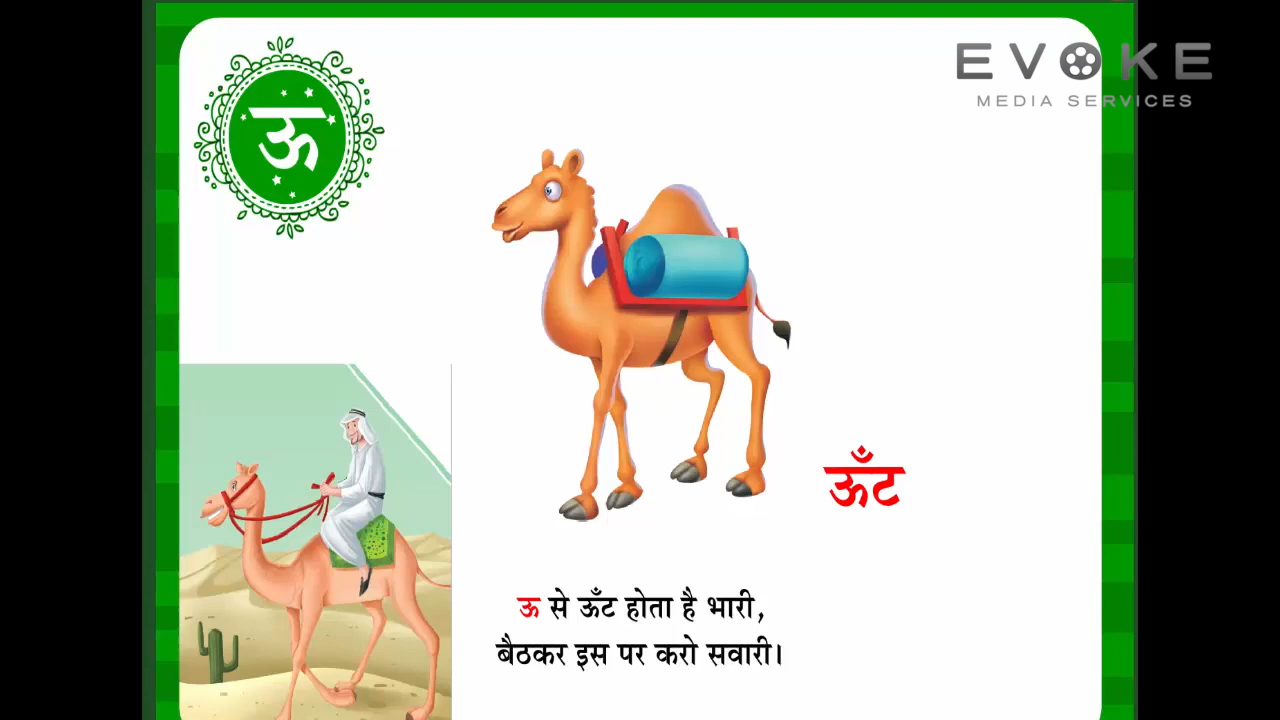 ऊ
EVOKE
MEDIA SERVICES
ऊँट
ऊ से ऊँट होता है भारी,
बैठकर इस पर करो सवारी।